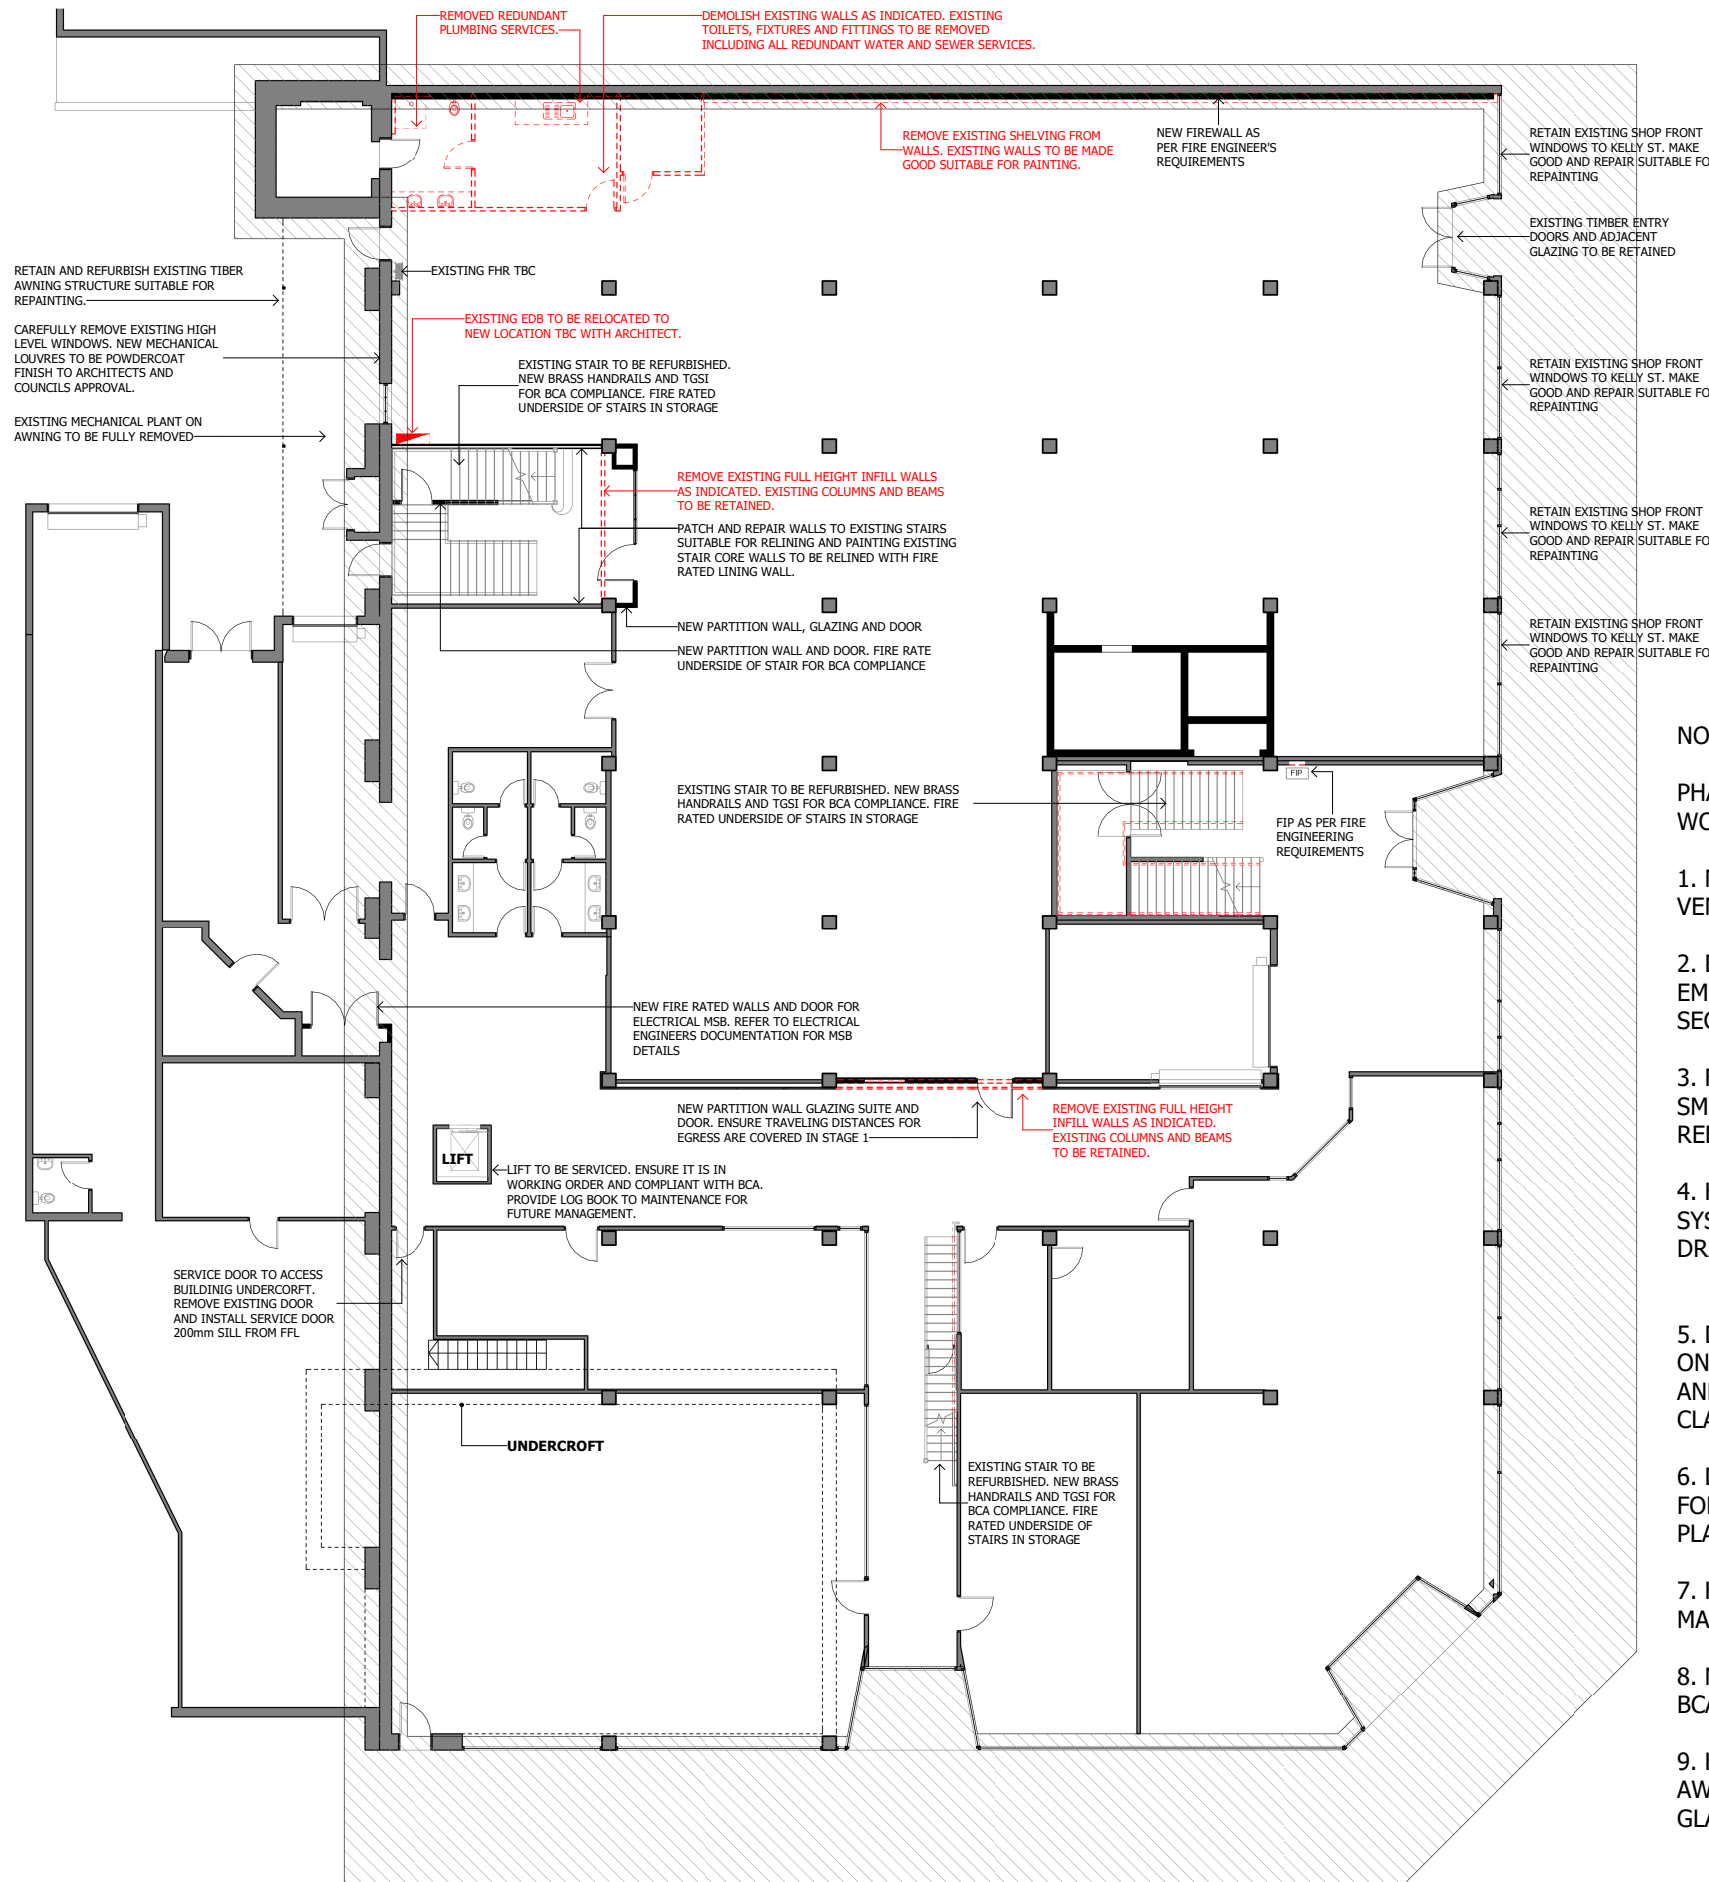 REMOVED REDUNDANT
PLUMBING SERVICES.
DEMOLISH EXISTING WALLS AS INDICATED. EXISTING
TOILETS, FIXTURES AND FITTINGS TO BE REMOVED
INCLUDING ALL REDUNDANT WATER AND SEWER SERVICES.
REMOVE EXISTING SHELVING FROM
WALLS. EXISTING WALLS TO BE MADE
GOOD SUITABLE FOR PAINTING.
NEW FIREWALL AS
PER FIRE ENGINEER'S
REQUIREMENTS
RETAIN EXISTING SHOP FRONT
WINDOWS TO KELLY ST. MAKE
GOOD AND REPAIR SUITABLE FO
REPAINTING
EXISTING TIMBER ENTRY
DOORS AND ADJACENT
GLAZING TO BE RETAINED
RETAIN AND REFURBISH EXISTING TIBER
AWNING STRUCTURE SUITABLE FOR
REPAINTING.
EXISTING FHR TBC
CAREFULLY REMOVE EXISTING HIGH
LEVEL WINDOWS. NEW MECHANICAL
LOUVRES TO BE POWDERCOAT
FINISH TO ARCHITECTS AND
COUNCILS APPROVAL.
EXISTING EDB TO BE RELOCATED TO
NEW LOCATION TBC WITH ARCHITECT.
EXISTING STAIR TO BE REFURBISHED.
NEW BRASS HANDRAILS AND TGSI
FOR BCA COMPLIANCE. FIRE RATED
UNDERSIDE OF STAIRS IN STORAGE
RETAIN EXISTING SHOP FRONT
WINDOWS TO KELLY ST. MAKE
GOOD AND REPAIR SUITABLE FO
REPAINTING
EXISTING MECHANICAL PLANT ON
AWNING TO BE FULLY REMOVED
REMOVE EXISTING FULL HEIGHT INFILL WALLS
AS INDICATED. EXISTING COLUMNS AND BEAMS
TO BE RETAINED.
PATCH AND REPAIR WALLS TO EXISTING STAIRS
SUITABLE FOR RELINING AND PAINTING EXISTING
STAIR CORE WALLS TO BE RELINED WITH FIRE
RATED LINING WALL.
RETAIN EXISTING SHOP FRONT
WINDOWS TO KELLY ST. MAKE
GOOD AND REPAIR SUITABLE FO
REPAINTING
NEW PARTITION WALL, GLAZING AND DOOR
NEW PARTITION WALL AND DOOR. FIRE RATE
UNDERSIDE OF STAIR FOR BCA COMPLIANCE
RETAIN EXISTING SHOP FRONT
WINDOWS TO KELLY ST. MAKE
GOOD AND REPAIR SUITABLE FO
REPAINTING
EXISTING STAIR TO BE REFURBISHED. NEW BRASS
HANDRAILS AND TGSI FOR BCA COMPLIANCE. FIRE
RATED UNDERSIDE OF STAIRS IN STORAGE
FIP
FIP AS PER FIRE
ENGINEERING
REQUIREMENTS
NEW FIRE RATED WALLS AND DOOR FOR
ELECTRICAL MSB. REFER TO ELECTRICAL
ENGINEERS DOCUMENTATION FOR MSB
DETAILS
NEW PARTITION WALL GLAZING SUITE AND
DOOR. ENSURE TRAVELING DISTANCES FOR
EGRESS ARE COVERED IN STAGE 1
REMOVE EXISTING FULL HEIGHT
INFILL WALLS AS INDICATED.
EXISTING COLUMNS AND BEAMS
TO BE RETAINED.
LIFT
LIFT TO BE SERVICED. ENSURE IT IS IN
WORKING ORDER AND COMPLIANT WITH BCA.
PROVIDE LOG BOOK TO MAINTENANCE FOR
FUTURE MANAGEMENT.
SERVICE DOOR TO ACCESS
BUILDINIG UNDERCORFT.
REMOVE EXISTING DOOR
AND INSTALL SERVICE DOOR
200mm SILL FROM FFL
UNDERCROFT
EXISTING STAIR TO BE
REFURBISHED. NEW BRASS
HANDRAILS AND TGSI FOR
BCA COMPLIANCE. FIRE
RATED UNDERSIDE OF
STAIRS IN STORAGE
NO
PHA
WO
1. M
VEN
2. E
EM
SEC
3. F
SM
REI
4. H
SYS
DRA
5. D
ON
AND
CLA
6. D
FOR
PLA
7. H
MA
8. N
BCA
9. H
AW
GLA